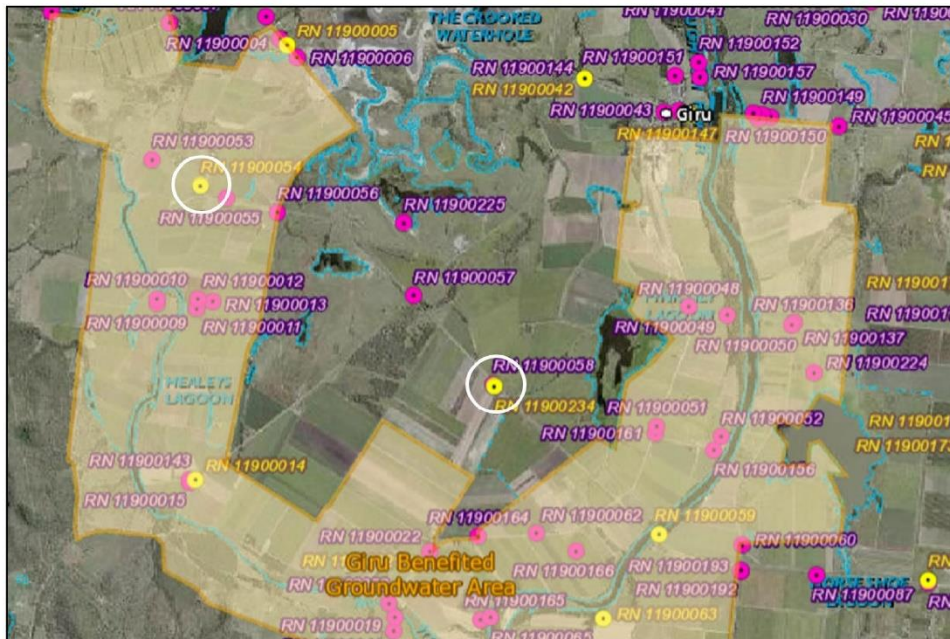 THE CROOKED
WATERHOLE
RN 11900041
RN 11900030
RN 11900004
RN 11900005
RN 11900006
RN 11900144
RN 11900151
RN 11900152
RN 11900157
RN 11900042
RN 11900043
Giru
RN 11900149
RN 11900045
RN 11900147
RN 11900150
RN 11900053
RN 11900054
RN 11900055
RN 11900056
RN 11900225
RN 11900057
RN 11900010
RN 11900012
RN 11900013
RN 11900009
RN 11900011
RN 11900048
LAGOON
RN 11900136
RN 11900049
RN 11900050
RN 11900137
RN 11900224
HEALEYS
LAGOON
RN 11900058
RN 11900234
RN 11900051
RN 11900052
RN 11900161
RN 11900156
RN 11900143
RN 11900014
RN 11900015
RN 11900164
RN 11900062
RN 11900059
RN 11900022
RN 11900060
RN 11900166
RN 11900193
RN 11900192
Giru Benefited
Groundwater Area
RN 11900087
LAGOON
RN 11900165
RN 11900063
RN 11900019
RN 11900065